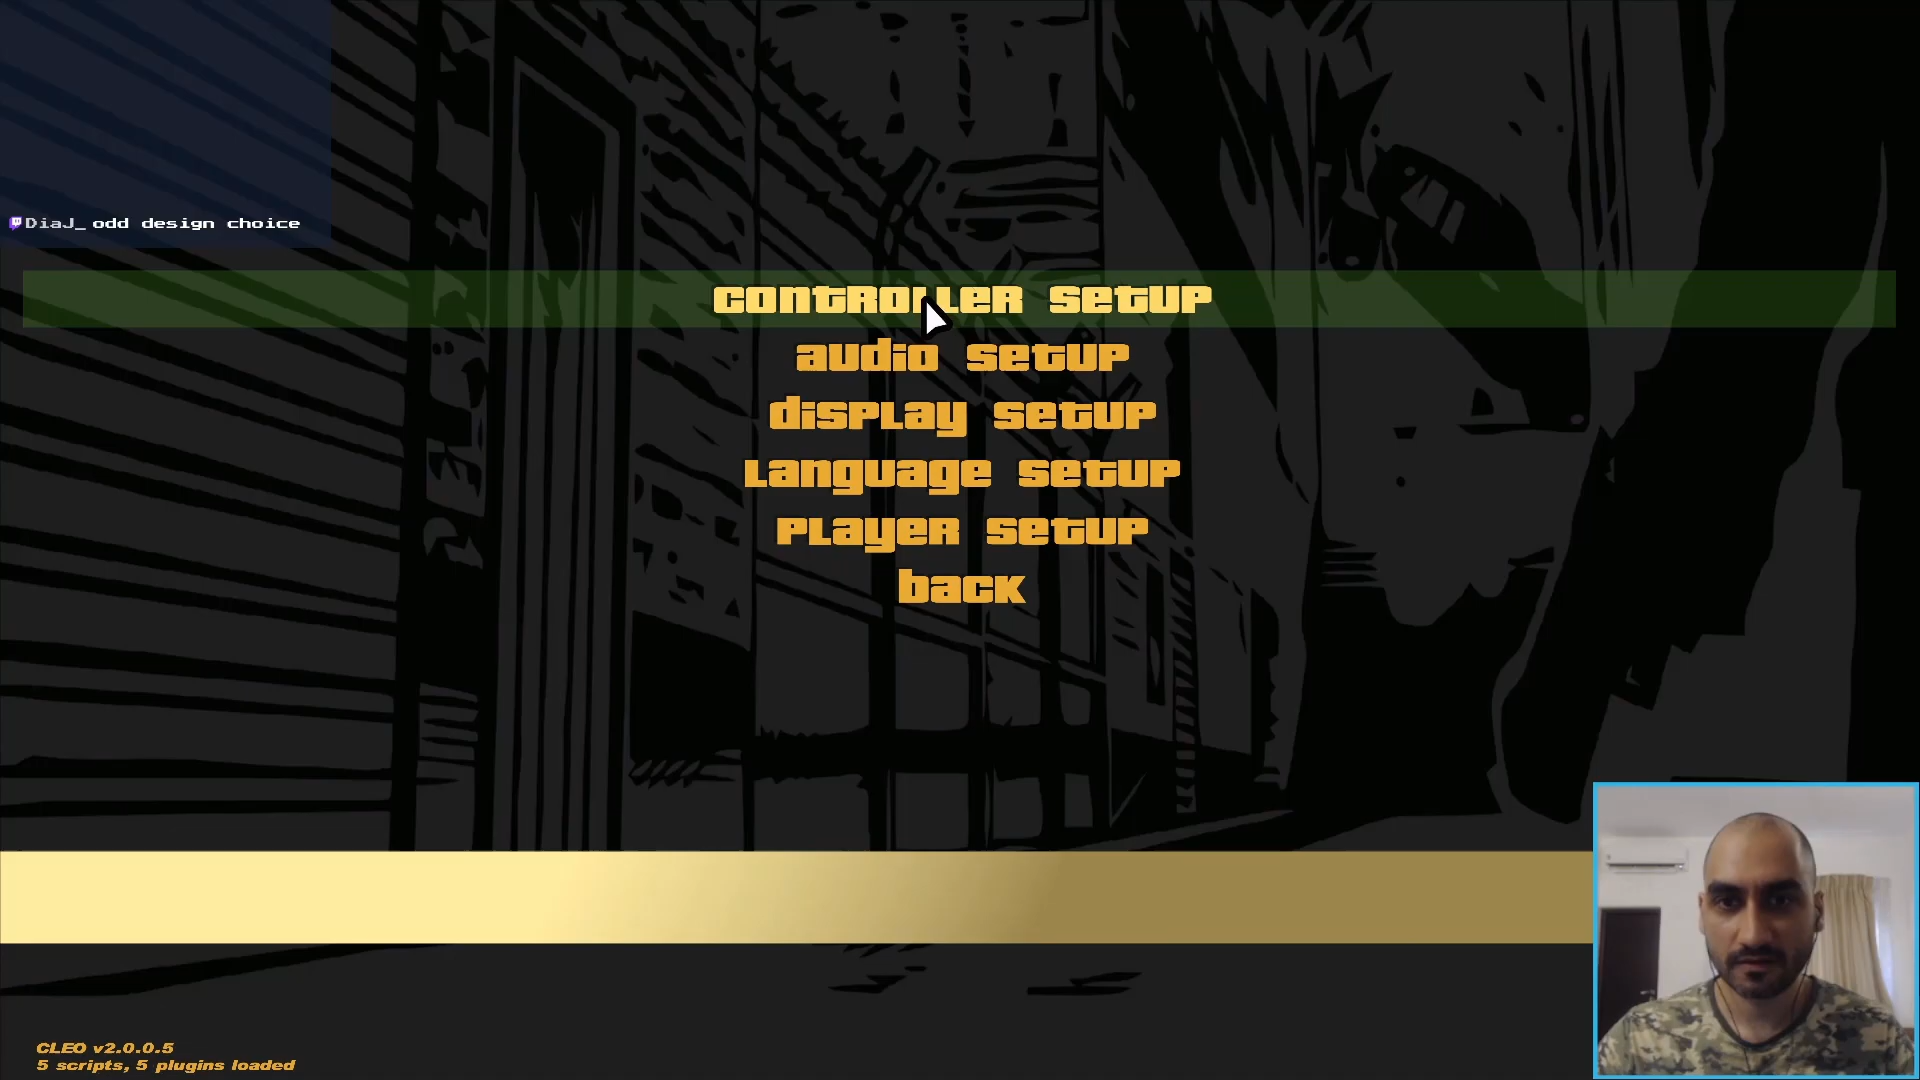 DiaJ_ odd design choice
controller setup
audio setup
display setup
language setup
player setup
back
CLEO v2.0.0.5
5 scripts, 5 plugins loaded